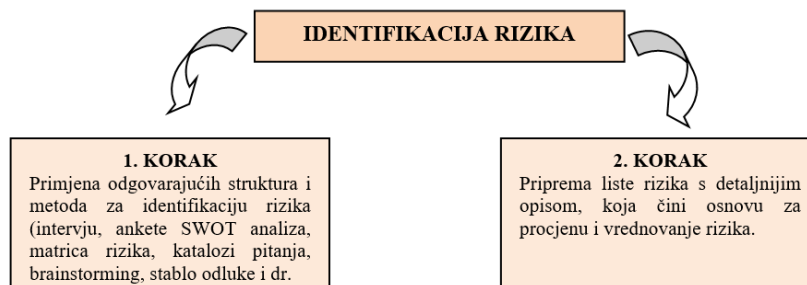 IDENTIFIKACIJA RIZIKA
1. KORAK
Primjena odgovarajućih struktura i
metoda za identifikaciju rizika
(intervju, ankete SWOT analiza,
matrica rizika, katalozi pitanja,
brainstorming, stablo odluke i dr.
2. KORAK
Priprema liste rizika s detaljnijim
opisom, koja čini osnovu za
procjenu i vrednovanje rizika.